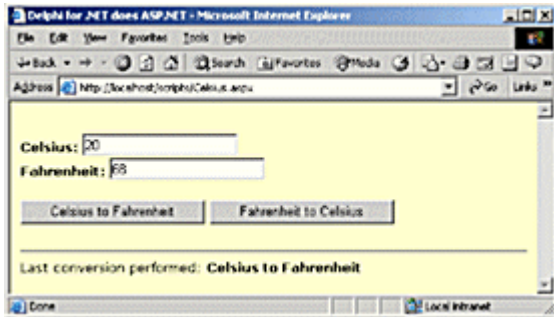 Delphi for .NET does ASP.NET - Microsoft Internet Explorer
File Edit View Favorites Tools Help
Back Search Favorites Media
Address http://localhost/scripts/Celsius.aspx Go Links »
Celsius: 20
Fahrenheit: 68
Celsius to Fahrenheit Fahrenheit to Celsius
Last conversion performed: Celsius to Fahrenheit
Done Local intranet